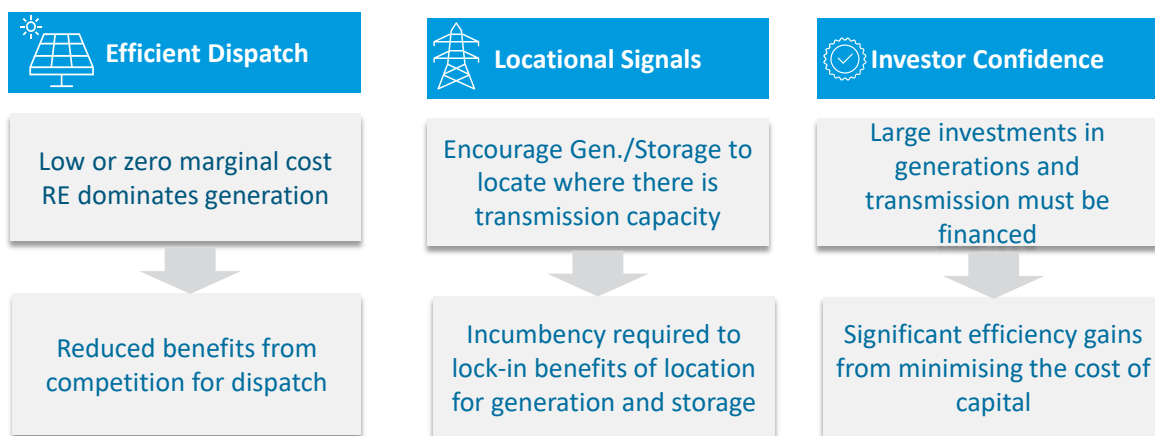 Efficient Dispatch
Low or zero marginal cost
RE dominates generation
Reduced benefits from
competition for dispatch
Locational Signals
Encourage Gen./Storage to
locate where there is
transmission capacity
Incumbency required to
lock-in benefits of location
for generation and storage
Investor Confidence
Large investments in
generations and
transmission must be
financed
Significant efficiency gains
from minimising the cost of
capital